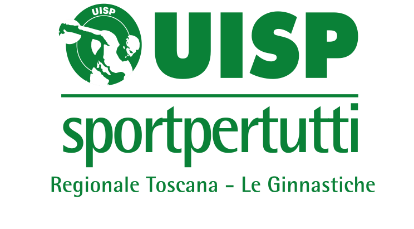 UISP
UISP
sportpertutti
Regionale Toscana - Le Ginnastiche